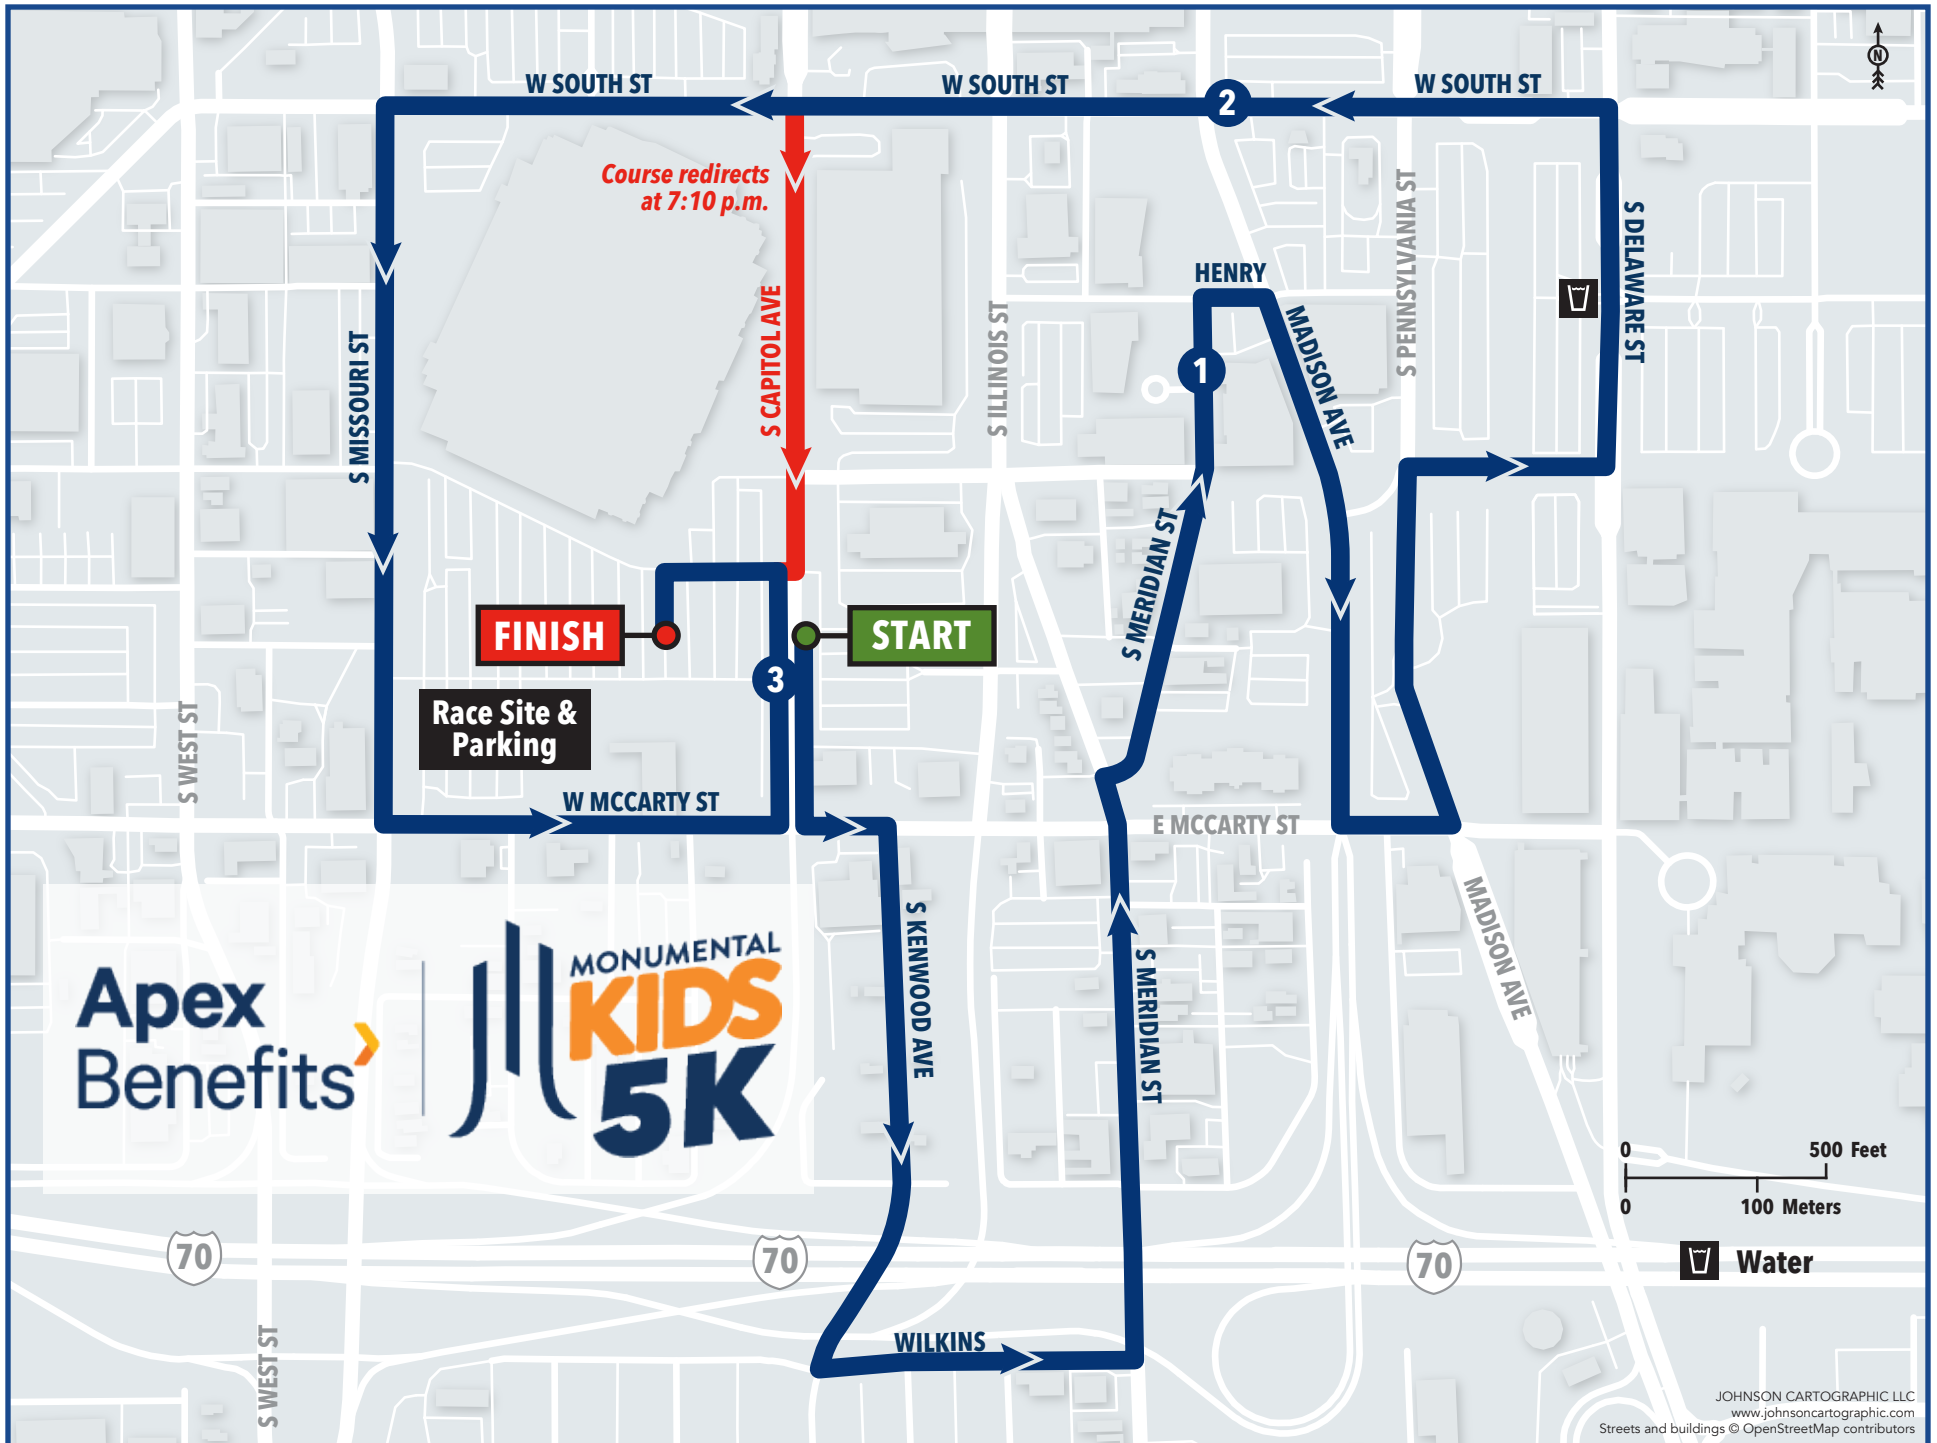 W SOUTH ST
W SOUTH ST
2
W SOUTH ST
N
Course redirects
at 7:10 p.m.
S DELAWARE ST
S PENNSYLVANIA ST
HENRY
MADISON AVE
S CAPITOL AVE
S ILLINOIS ST
S MISSOURI ST
1
S MERIDIAN ST
FINISH
START
3
Race Site &
Parking
S WEST ST
W MCCARTY ST
E MCCARTY ST
MADISON AVE
S KENWOOD AVE
S MERIDIAN ST
Apex
Benefits
MONUMENTAL
KIDS
5K
0 500 Feet
0 100 Meters
70
70
70
Water
WILKINS
S WEST ST
JOHNSON CARTOGRAPHIC LLC
www.johnsoncartographic.com
Streets and buildings © OpenStreetMap contributors